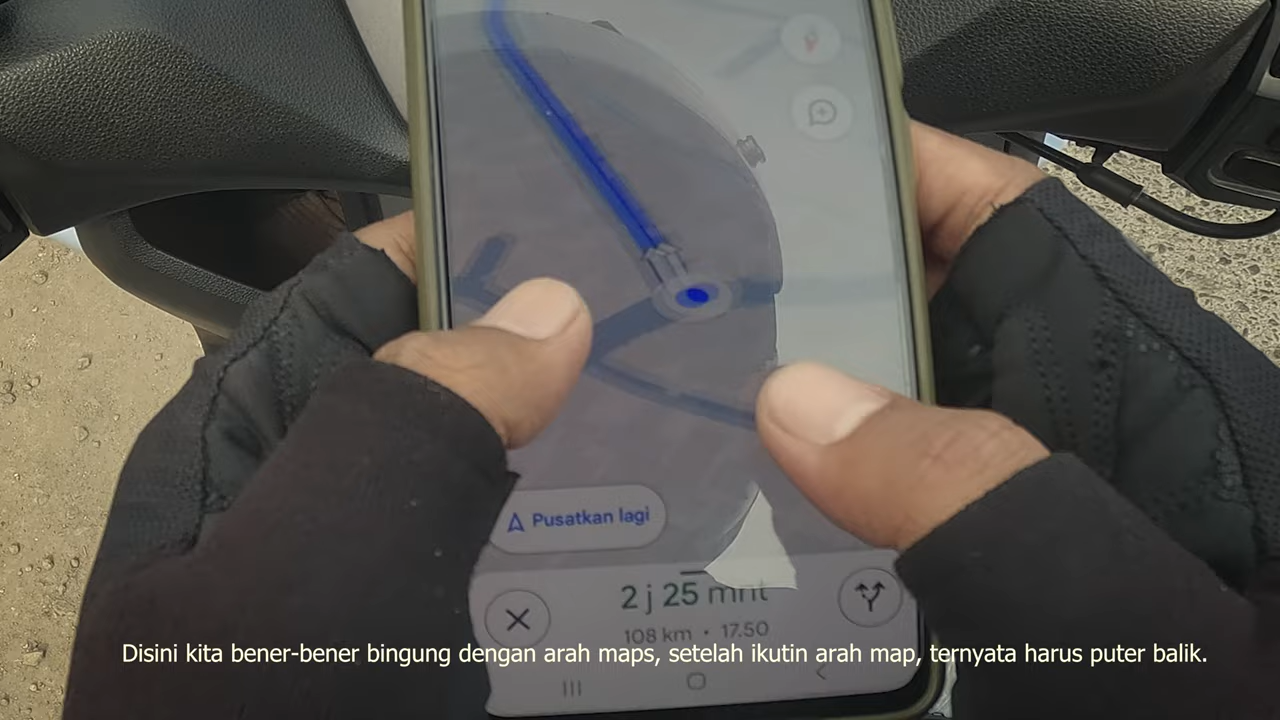 Pusatkan lagi
2 j 25 mnt
108 km • 17.50
Disini kita bener-bener bingung dengan arah maps, setelah ikutin arah map, ternyata harus puter balik.